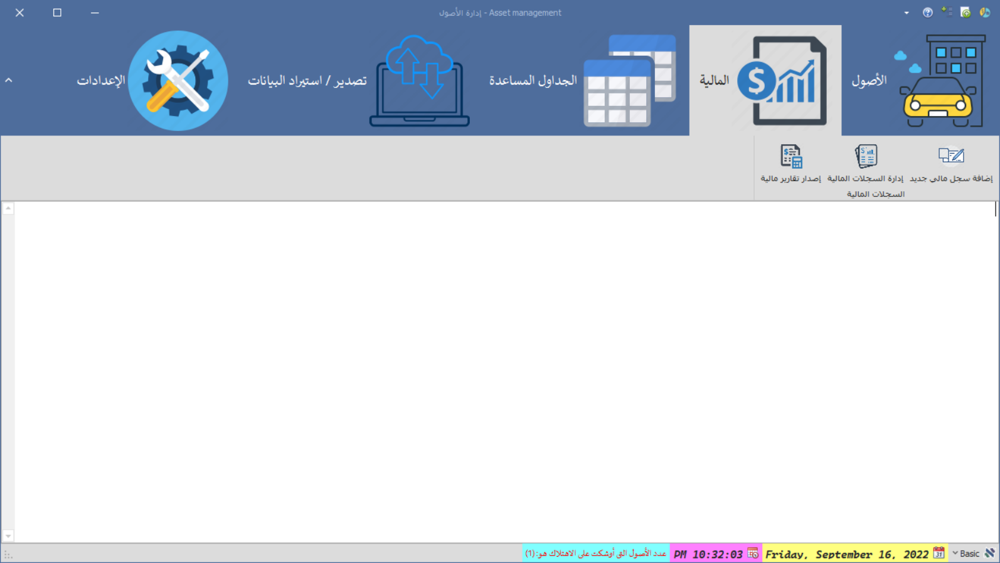 إدارة الأصول - Asset management
الأصول
المالية
الجداول المساعدة
تصدير / استيراد البيانات
الإعدادات
إضافة سجل مالي جديد
إدارة السجلات المالية
إصدار تقارير مالية
السجلات المالية
Basic
Friday, September 16, 2022
PM 10:32:03
عدد الأصول التي أوشكت على الاهتلاك هو: (1)